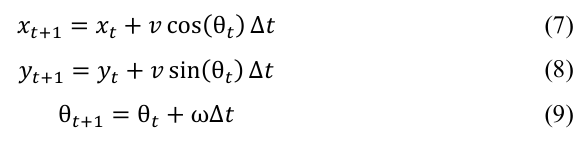 x_{t+1} = x_t + v cos(θ_t) Δt (7)
y_{t+1} = y_t + v sin(θ_t) Δt (8)
θ_{t+1} = θ_t + ωΔt (9)